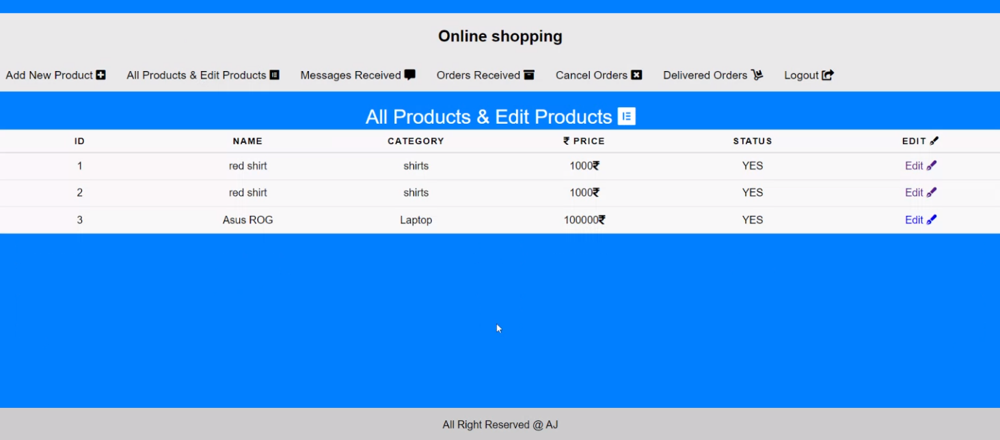 Online shopping
Add New Product All Products & Edit Products Messages Received Orders Received Cancel Orders Delivered Orders Logout
All Products & Edit Products
ID NAME CATEGORY ₹ PRICE STATUS EDIT
1 red shirt shirts 1000₹ YES Edit
2 red shirt shirts 1000₹ YES Edit
3 Asus ROG Laptop 100000₹ YES Edit
All Right Reserved @ AJ